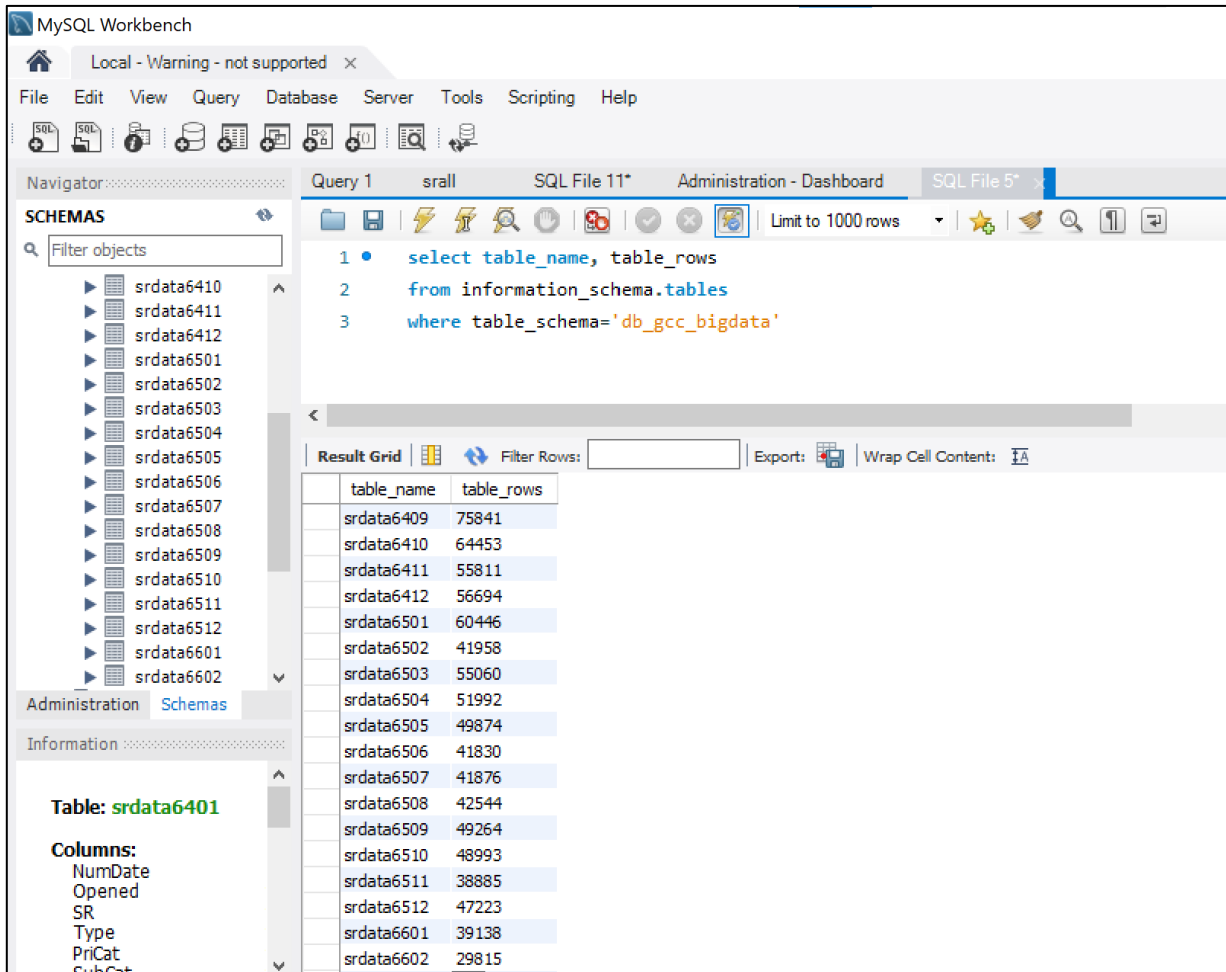 MySQL Workbench
Local - Warning - not supported
File Edit View Query Database Server Tools Scripting Help
Navigator
SCHEMAS
Filter objects
srdata6410
srdata6411
srdata6412
srdata6501
srdata6502
srdata6503
srdata6504
srdata6505
srdata6506
srdata6507
srdata6508
srdata6509
srdata6510
srdata6511
srdata6512
srdata6601
srdata6602
Administration Schemas
Information
Table: srdata6401
Columns:
NumDate
Opened
SR
Type
PriCat
SubCat
Query 1 srall SQL File 11* Administration - Dashboard SQL File 5*
Limit to 1000 rows
1 select table_name, table_rows
2 from information_schema.tables
3 where table_schema='db_gcc_bigdata'
Result Grid Filter Rows: Export: Wrap Cell Content:
table_name table_rows
srdata6409 75841
srdata6410 64453
srdata6411 55811
srdata6412 56694
srdata6501 60446
srdata6502 41958
srdata6503 55060
srdata6504 51992
srdata6505 49874
srdata6506 41830
srdata6507 41876
srdata6508 42544
srdata6509 49264
srdata6510 48993
srdata6511 38885
srdata6512 47223
srdata6601 39138
srdata6602 29815